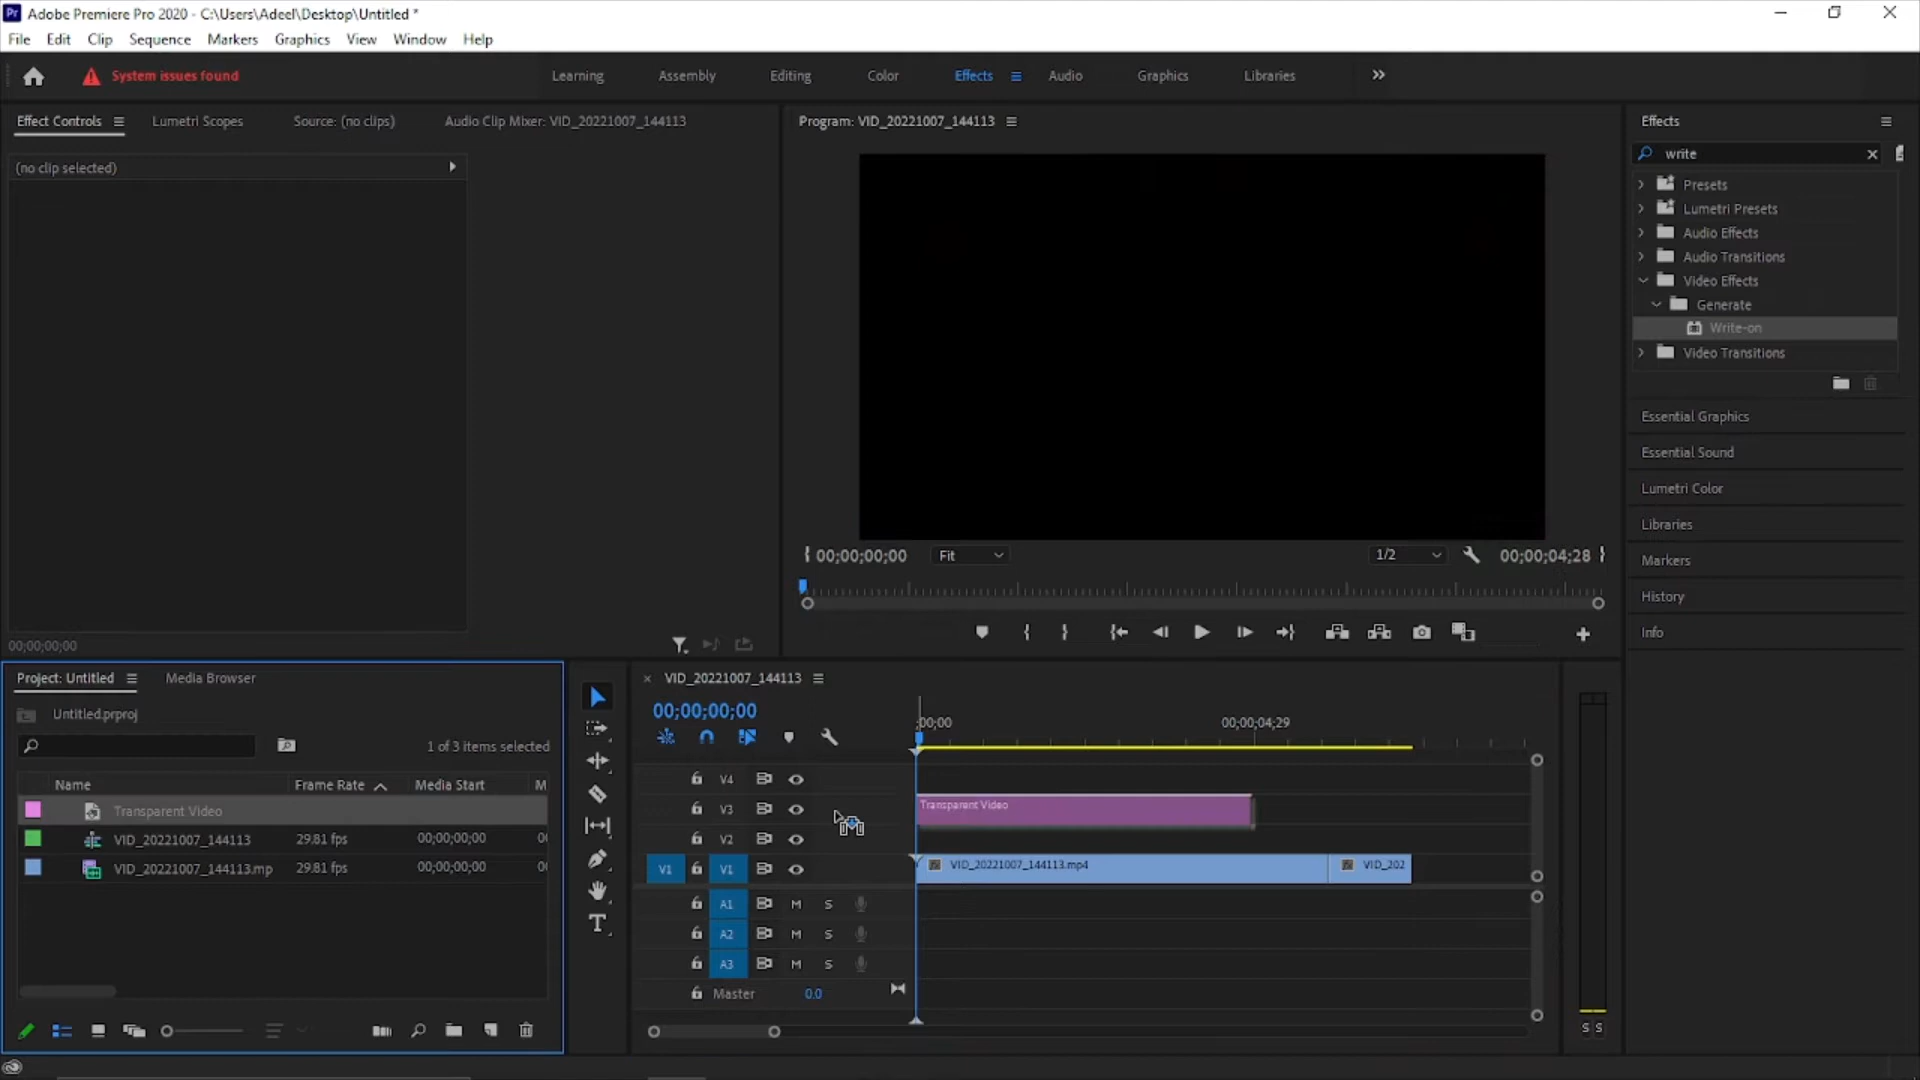 Adobe Premiere Pro 2020 - C:\Users\Adeel\Desktop\Untitled *
File Edit Clip Sequence Markers Graphics View Window Help
System issues found Learning Assembly Editing Color Effects Audio Graphics Libraries
Effect Controls Lumetri Scopes Source: (no clips) Audio Clip Mixer: VID_20221007_144113
(no clip selected)
00;00;00;00
Program: VID_20221007_144113
00;00;00;00 Fit 1/2 00;00;04;28
Effects
write
Presets
Lumetri Presets
Audio Effects
Audio Transitions
Video Effects
Generate
Write-on
Video Transitions
Essential Graphics
Essential Sound
Lumetri Color
Libraries
Markers
History
Info
Project: Untitled Media Browser
Untitled.prproj
1 of 3 items selected
Name Frame Rate Media Start M
Transparent Video
VID_20221007_144113 29.81 fps 00;00;00;00 00
VID_20221007_144113.mp 29.81 fps 00;00;00;00 00
× VID_20221007_144113
00;00;00;00
;00;00 00;00;04;29
V4
V3 Transparent Video
V2
V1 V1 VID_20221007_144113.mp4 VID_202
A1 M S
A2 M S
A3 M S
Master 0.0
S S